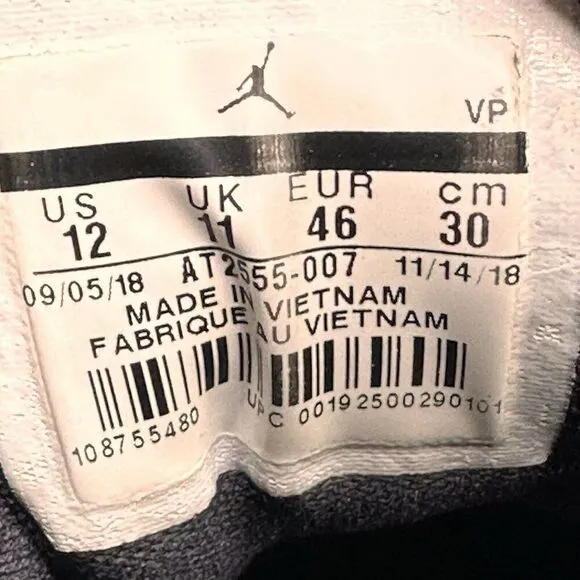 VP
US UK EUR cm
12 11 46 30
09/05/18 AT2555-007 11/14/18
MADE IN VIETNAM
FABRIQUE AU VIETNAM
108755480 UPC 00192500290101